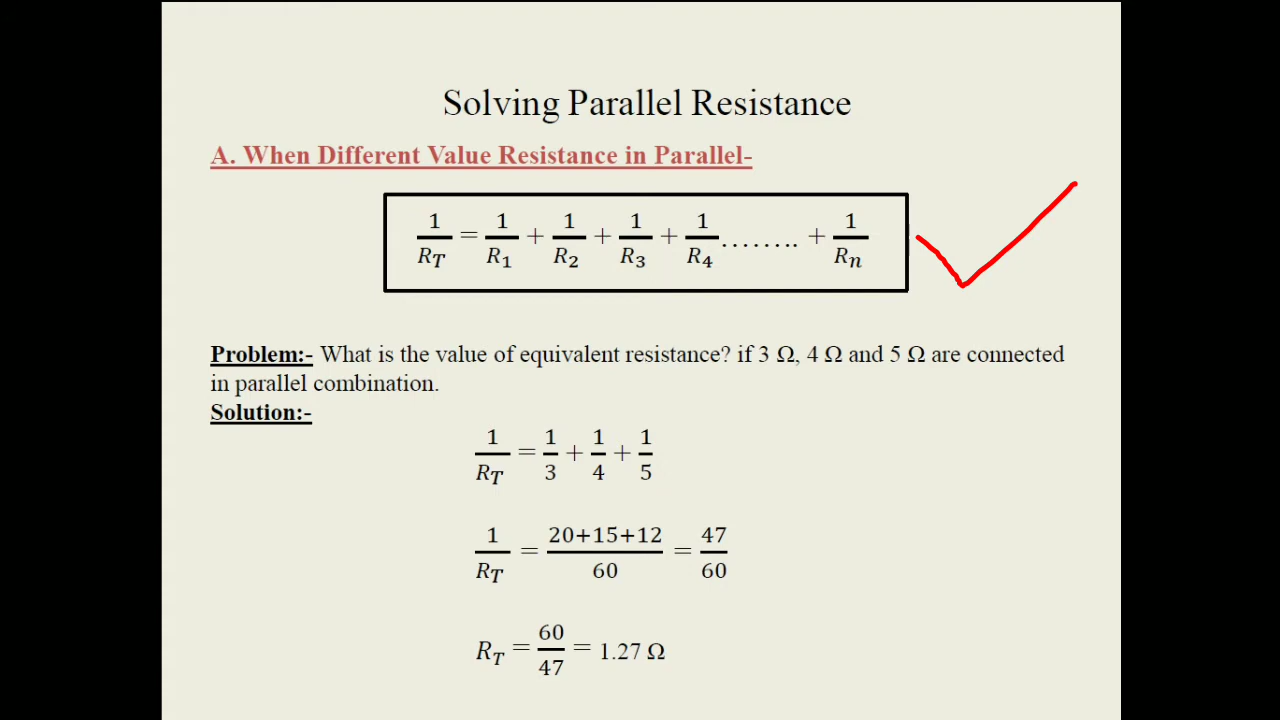 Solving Parallel Resistance
A. When Different Value Resistance in Parallel-
1/R_T = 1/R_1 + 1/R_2 + 1/R_3 + 1/R_4 ........ + 1/R_n
Problem:- What is the value of equivalent resistance? if 3 Ω, 4 Ω and 5 Ω are connected
in parallel combination.
Solution:-
1/R_T = 1/3 + 1/4 + 1/5
1/R_T = 20+15+12/60 = 47/60
R_T = 60/47 = 1.27 Ω